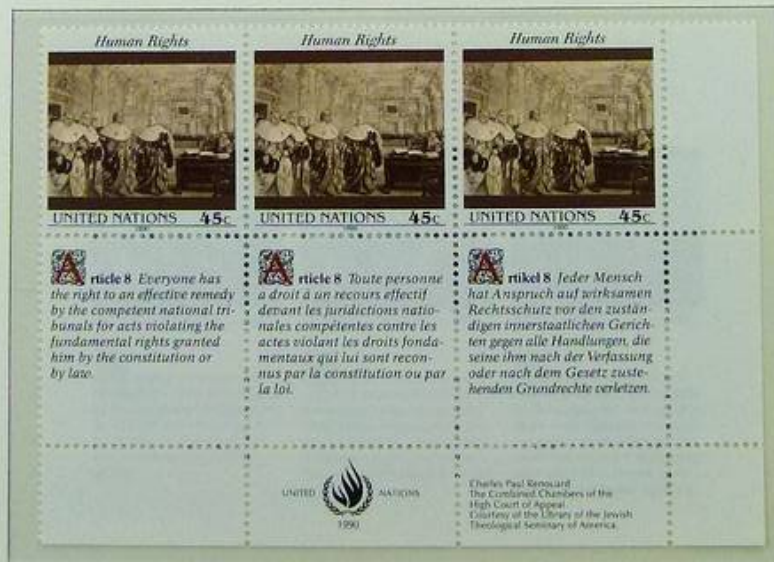 Human Rights
Human Rights
Human Rights
UNITED NATIONS 45c
1990
UNITED NATIONS 45c
1990
UNITED NATIONS 45c
1990
Article 8 Everyone has
the right to an effective remedy
by the competent national tri-
bunals for acts violating the
fundamental rights granted
him by the constitution or
by law.
Article 8 Toute personne
a droit à un recours effectif
devant les juridictions natio-
nales compétentes contre les
actes violant les droits fonda-
mentaux qui lui sont recon-
nus par la constitution ou par
la loi.
Artikel 8 Jeder Mensch
hat Anspruch auf wirksamen
Rechtsschutz vor den zustän-
digen innerstaatlichen Gerich-
ten gegen alle Handlungen, die
seine ihm nach der Verfassung
oder nach dem Gesetz zuste-
henden Grundrechte verletzen.
UNITED NATIONS
1990
Charles Paul Renouard
The Combined Chambers of the
High Court of Appeal
Courtesy of the Library of the Jewish
Theological Seminary of America.